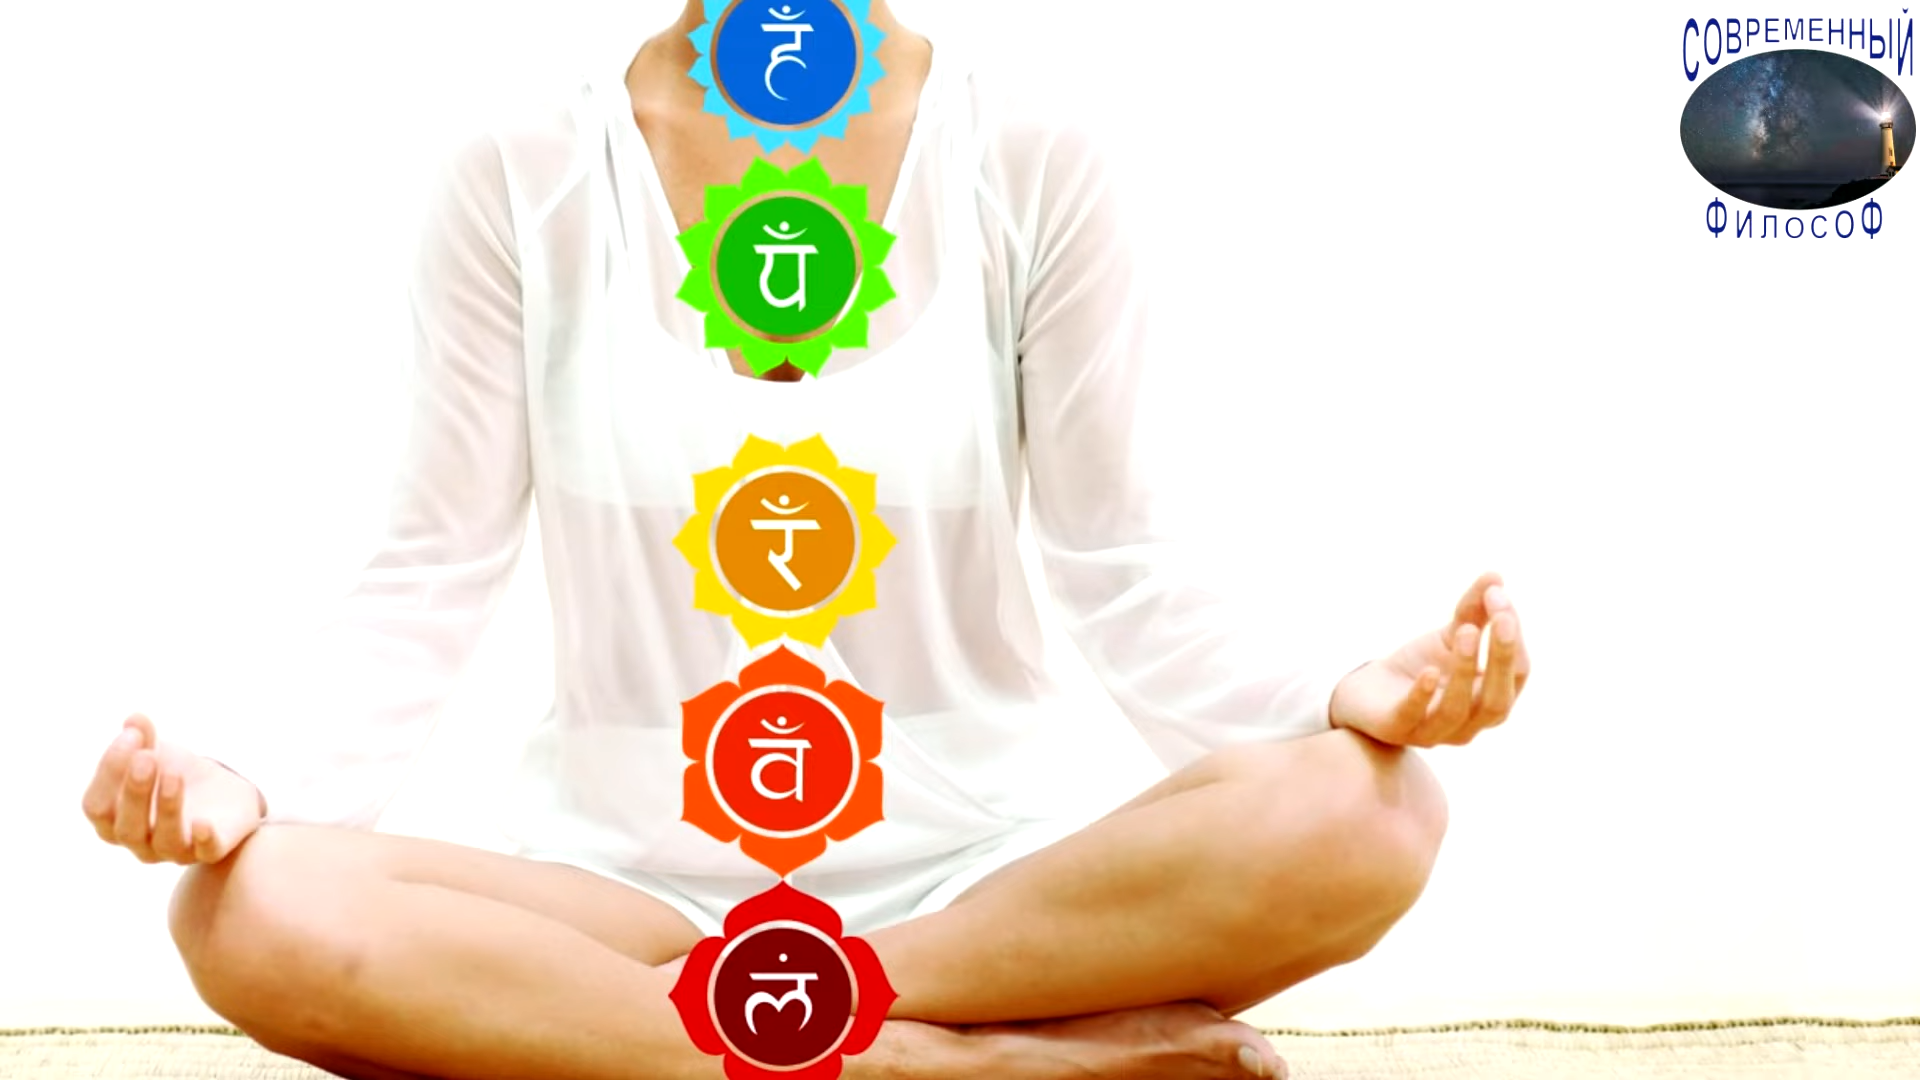 СОВРЕМЕННЫЙ
ФИЛОСОФ
हँ
यँ
रँ
वँ
लं